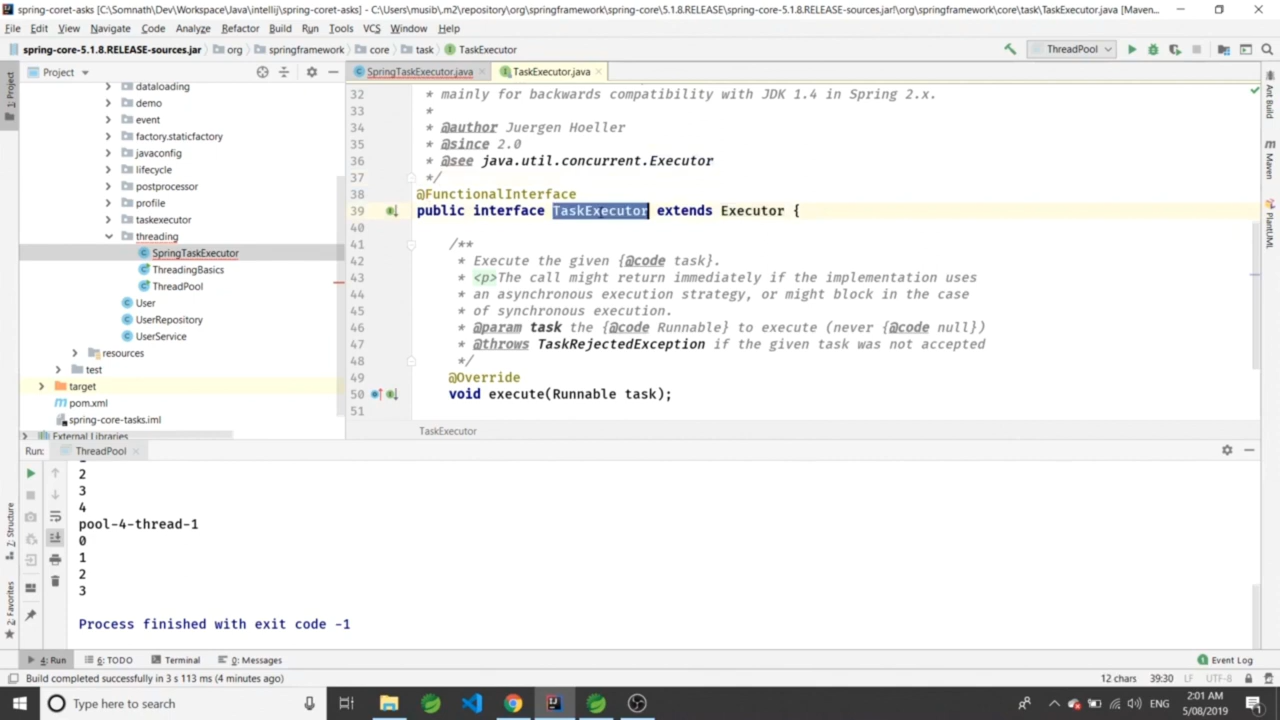 spring-coret-asks [C:\Somnath\Dev\Workspace\Java\intellij\spring-coret-asks] - C:\Users\musib\.m2\repository\org\springframework\spring-core\5.1.8.RELEASE\spring-core-5.1.8.RELEASE-sources.jar!\org\springframework\core\task\TaskExecutor.java [Maven...
File Edit View Navigate Code Analyze Refactor Build Run Tools VCS Window Help
spring-core-5.1.8.RELEASE-sources.jar org springframework core task TaskExecutor ThreadPool
Project SpringTaskExecutor.java TaskExecutor.java
1: Project
Ant Build
Maven
PlantUML
dataloading
demo
event
factory.staticfactory
javaconfig
lifecycle
postprocessor
profile
taskexecutor
threading
SpringTaskExecutor
ThreadingBasics
ThreadPool
User
UserRepository
UserService
resources
test
target
pom.xml
spring-core-tasks.iml
External Libraries
32 * mainly for backwards compatibility with JDK 1.4 in Spring 2.x.
33 *
34 * @author Juergen Hoeller
35 * @since 2.0
36 * @see java.util.concurrent.Executor
37 */
38 @FunctionalInterface
39 public interface TaskExecutor extends Executor {
40
41 /**
42 * Execute the given {@code task}.
43 * <p>The call might return immediately if the implementation uses
44 * an asynchronous execution strategy, or might block in the case
45 * of synchronous execution.
46 * @param task the {@code Runnable} to execute (never {@code null})
47 * @throws TaskRejectedException if the given task was not accepted
48 */
49 @Override
50 void execute(Runnable task);
51
TaskExecutor
Run: ThreadPool
2
3
4
pool-4-thread-1
0
1
2
3
Process finished with exit code -1
Z: Structure
2: Favorites
4: Run 6: TODO Terminal 0: Messages Event Log
Build completed successfully in 3 s 113 ms (4 minutes ago) 12 chars 39:30 LF UTF-8
Type here to search ENG 2:01 AM
5/08/2019